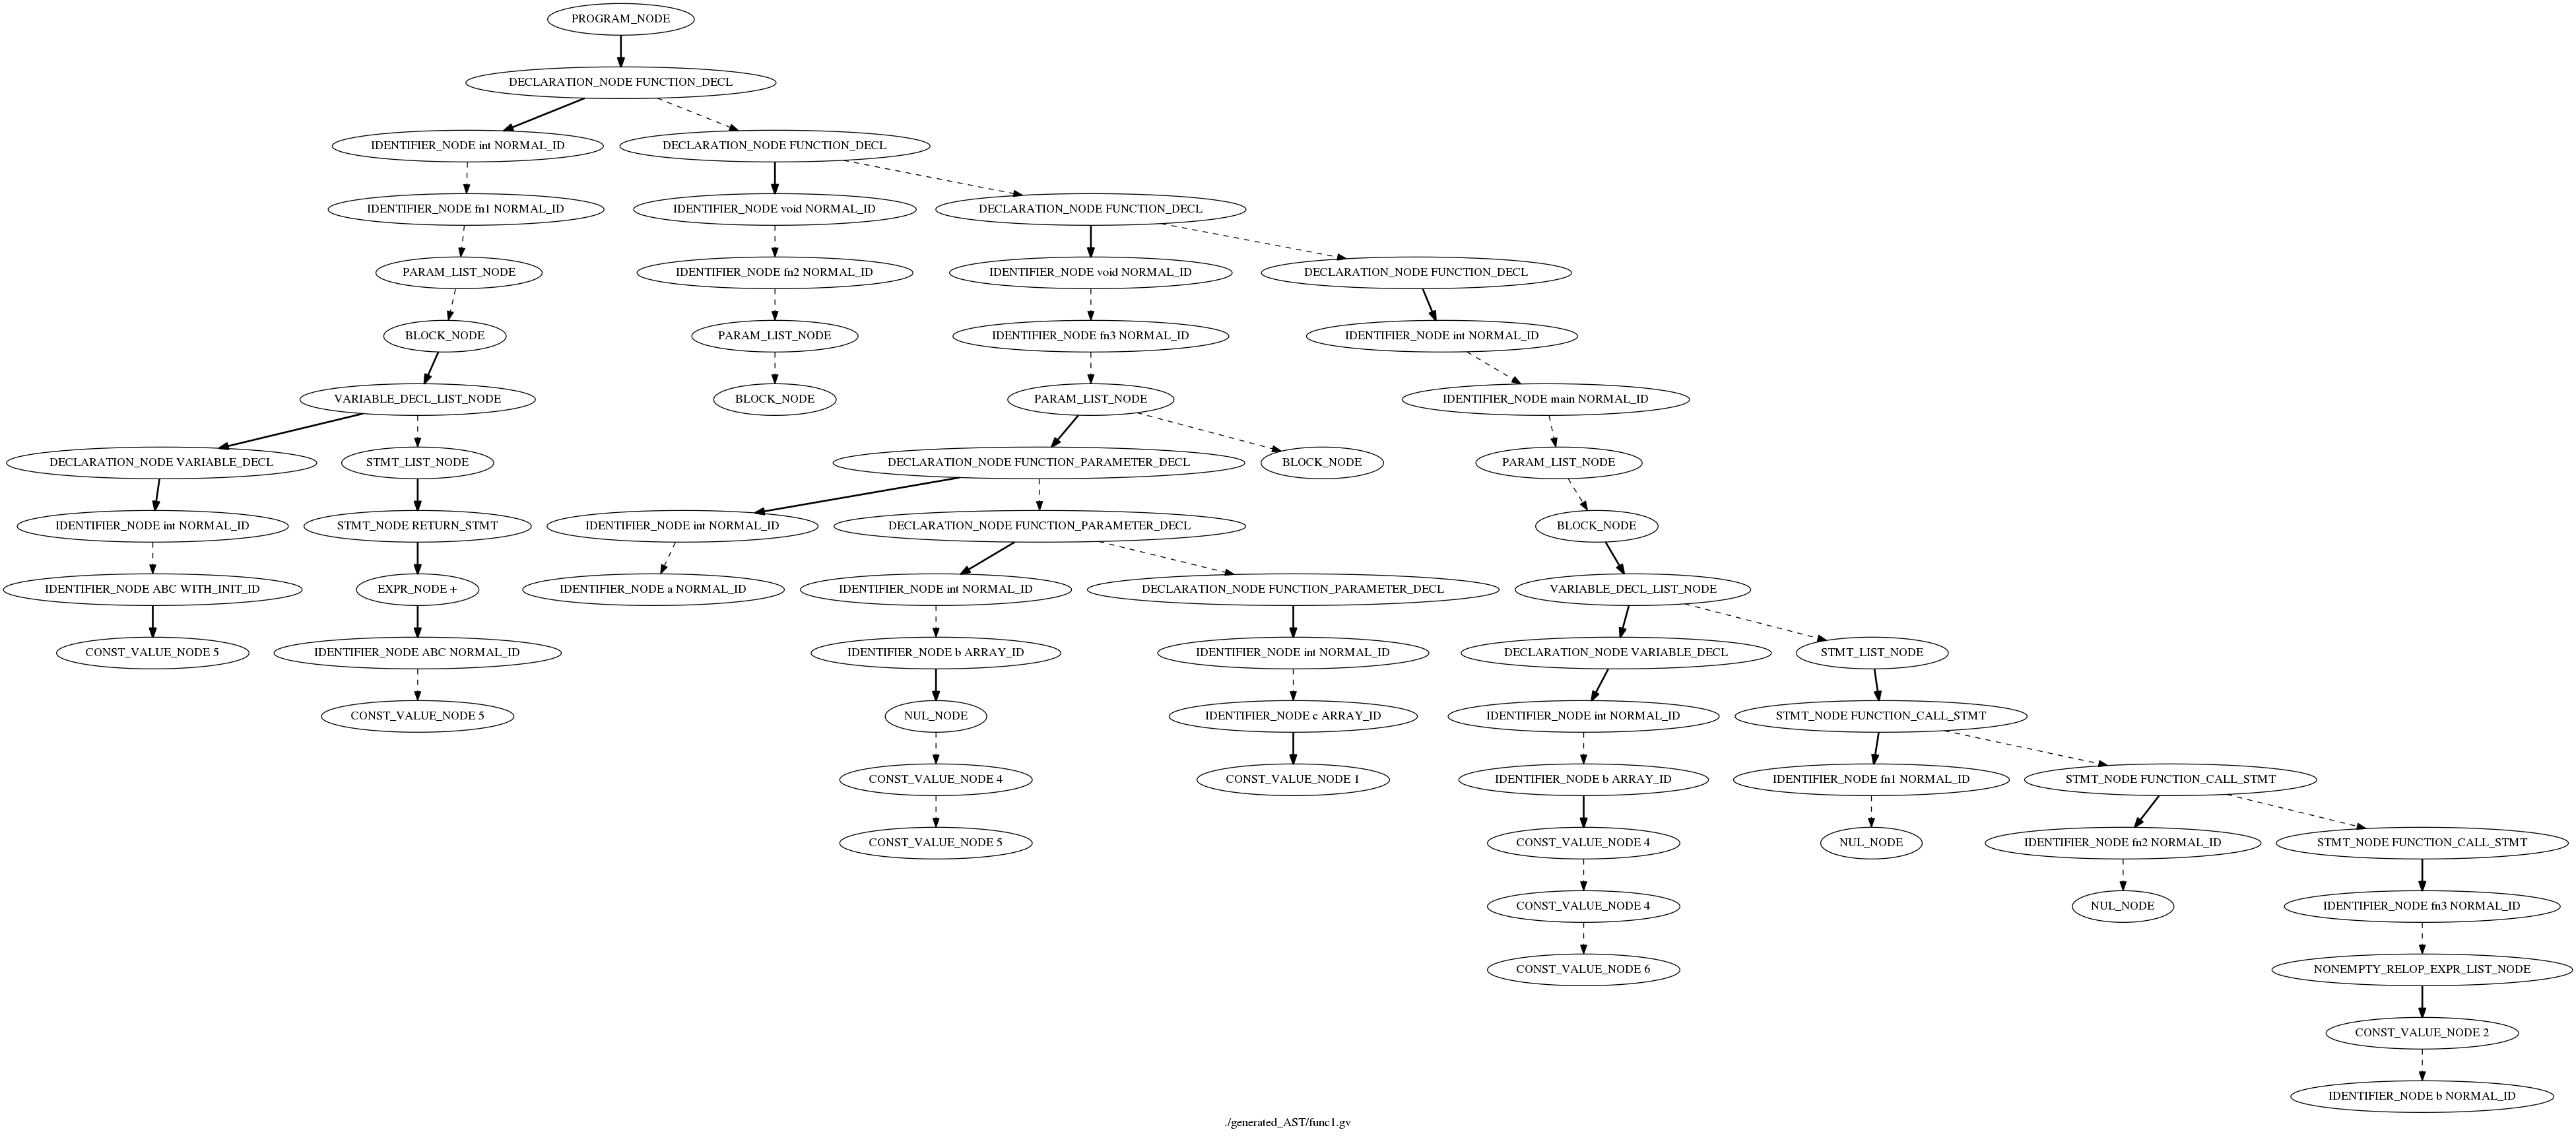 PROGRAM_NODE
DECLARATION_NODE FUNCTION_DECL
IDENTIFIER_NODE int NORMAL_ID
DECLARATION_NODE FUNCTION_DECL
IDENTIFIER_NODE fn1 NORMAL_ID
IDENTIFIER_NODE void NORMAL_ID
DECLARATION_NODE FUNCTION_DECL
PARAM_LIST_NODE
IDENTIFIER_NODE fn2 NORMAL_ID
IDENTIFIER_NODE void NORMAL_ID
DECLARATION_NODE FUNCTION_DECL
BLOCK_NODE
PARAM_LIST_NODE
IDENTIFIER_NODE fn3 NORMAL_ID
IDENTIFIER_NODE int NORMAL_ID
VARIABLE_DECL_LIST_NODE
BLOCK_NODE
PARAM_LIST_NODE
IDENTIFIER_NODE main NORMAL_ID
DECLARATION_NODE VARIABLE_DECL
STMT_LIST_NODE
DECLARATION_NODE FUNCTION_PARAMETER_DECL
BLOCK_NODE
PARAM_LIST_NODE
IDENTIFIER_NODE int NORMAL_ID
STMT_NODE RETURN_STMT
IDENTIFIER_NODE int NORMAL_ID
DECLARATION_NODE FUNCTION_PARAMETER_DECL
BLOCK_NODE
IDENTIFIER_NODE ABC WITH_INIT_ID
EXPR_NODE +
IDENTIFIER_NODE a NORMAL_ID
IDENTIFIER_NODE int NORMAL_ID
DECLARATION_NODE FUNCTION_PARAMETER_DECL
VARIABLE_DECL_LIST_NODE
CONST_VALUE_NODE 5
IDENTIFIER_NODE ABC NORMAL_ID
IDENTIFIER_NODE b ARRAY_ID
IDENTIFIER_NODE int NORMAL_ID
DECLARATION_NODE VARIABLE_DECL
STMT_LIST_NODE
CONST_VALUE_NODE 5
NUL_NODE
IDENTIFIER_NODE c ARRAY_ID
IDENTIFIER_NODE int NORMAL_ID
STMT_NODE FUNCTION_CALL_STMT
CONST_VALUE_NODE 4
CONST_VALUE_NODE 1
IDENTIFIER_NODE b ARRAY_ID
IDENTIFIER_NODE fn1 NORMAL_ID
STMT_NODE FUNCTION_CALL_STMT
CONST_VALUE_NODE 5
CONST_VALUE_NODE 4
NUL_NODE
IDENTIFIER_NODE fn2 NORMAL_ID
STMT_NODE FUNCTION_CALL_STMT
CONST_VALUE_NODE 4
NUL_NODE
IDENTIFIER_NODE fn3 NORMAL_ID
CONST_VALUE_NODE 6
NONEMPTY_RELOP_EXPR_LIST_NODE
CONST_VALUE_NODE 2
IDENTIFIER_NODE b NORMAL_ID
./generated_AST/func1.gv